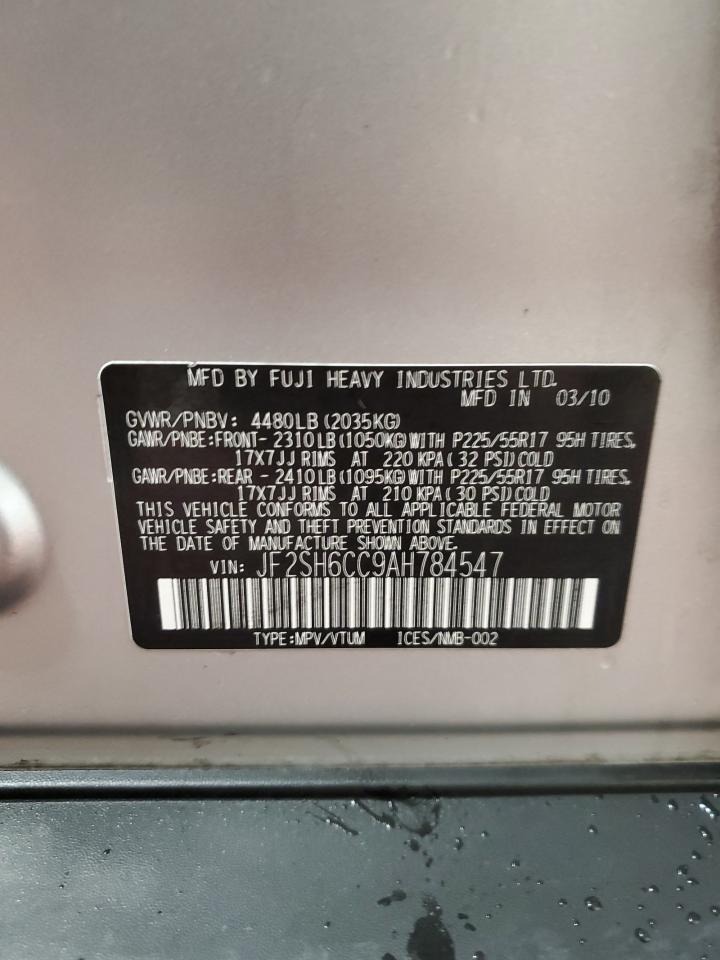 MFD BY FUJI HEAVY INDUSTRIES LTD.
MFD IN 03/10
GVWR/PNBV: 4480LB(2035KG)
GAWR/PNBE:FRONT-2310LB(1050KG)WITH P225/55R17 95H TIRES,
17X7JJ RIMS AT 220 KPA(32 PSI)COLD
GAWR/PNBE:REAR -2410LB(1095KG)WITH P225/55R17 95H TIRES,
17X7JJ RIMS AT 210 KPA(30 PSI)COLD
THIS VEHICLE CONFORMS TO ALL APPLICABLE FEDERAL MOTOR
VEHICLE SAFETY AND THEFT PREVENTION STANDARDS IN EFFECT ON
THE DATE OF MANUFACTURE SHOWN ABOVE.
VIN: JF2SH6CC9AH784547
TYPE:MPV/VTUM ICES/NMB-002